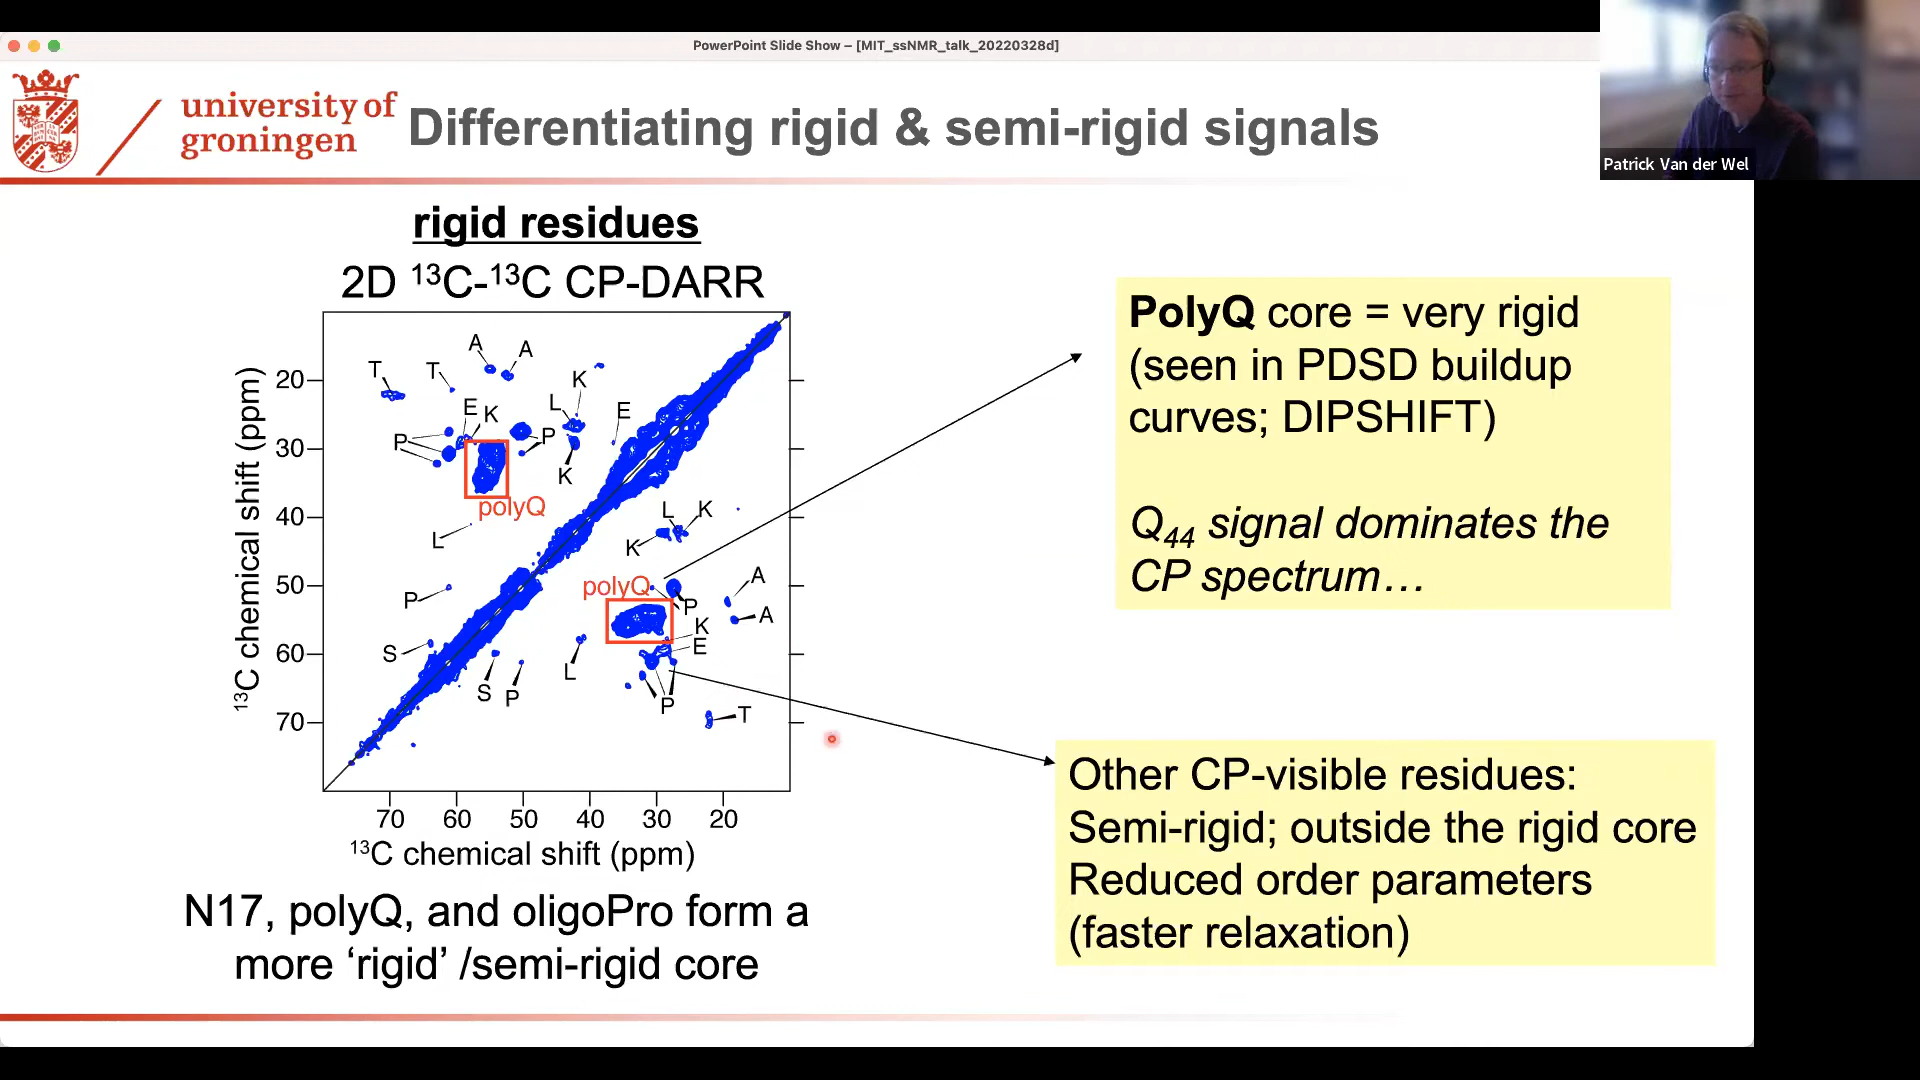 PowerPoint Slide Show – [MIT_ssNMR_talk_20220328d]
university of
groningen
Differentiating rigid & semi-rigid signals
Patrick Van der Wel
rigid residues
2D ¹³C-¹³C CP-DARR
¹³C chemical shift (ppm)
20
30
40
50
60
70
T
T
A
A
K
E
K
L
E
P
P
K
polyQ
L
L
K
K
polyQ
P
P
A
A
K
E
S
S
P
L
P
T
70
60
50
40
30
20
¹³C chemical shift (ppm)
N17, polyQ, and oligoPro form a
more ‘rigid’ /semi-rigid core
PolyQ core = very rigid
(seen in PDSD buildup
curves; DIPSHIFT)
Q₄₄ signal dominates the
CP spectrum…
Other CP-visible residues:
Semi-rigid; outside the rigid core
Reduced order parameters
(faster relaxation)